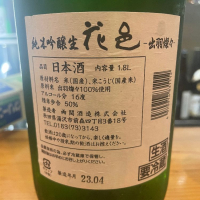 純米吟醸生 花邑 出羽燦々
品目 日本酒 内容量 1.8L
原材料名 米(国産)、米こうじ(国産米)
出羽燦々100%使用
アルコール分 16度
精米歩合 50%
製造者 両関酒造株式会社
秋田県湯沢市前森四丁目3番18号
TEL 0183(73)3143
生酒
要冷蔵
製造年月 23.04